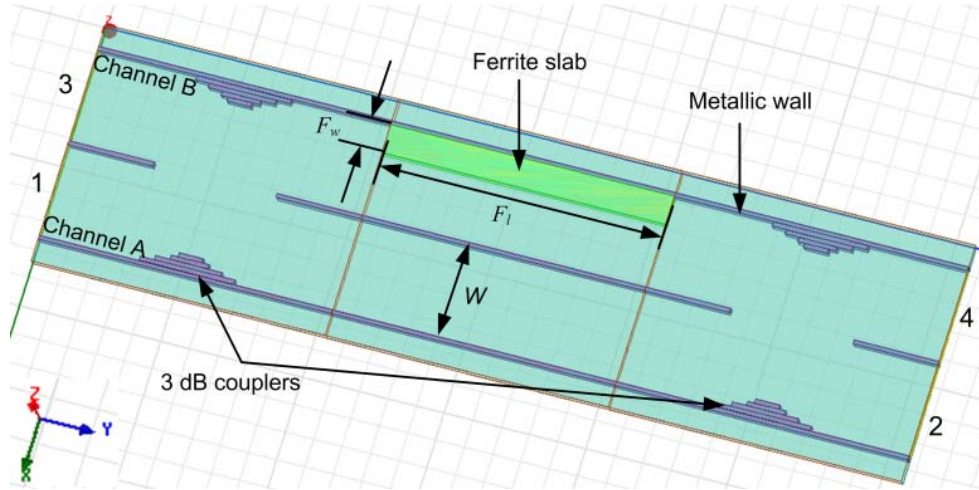 Z
Ferrite slab
Channel B
Metallic wall
3
F_w
1
F_l
Channel A
W
4
3 dB couplers
2
Z
Y
X